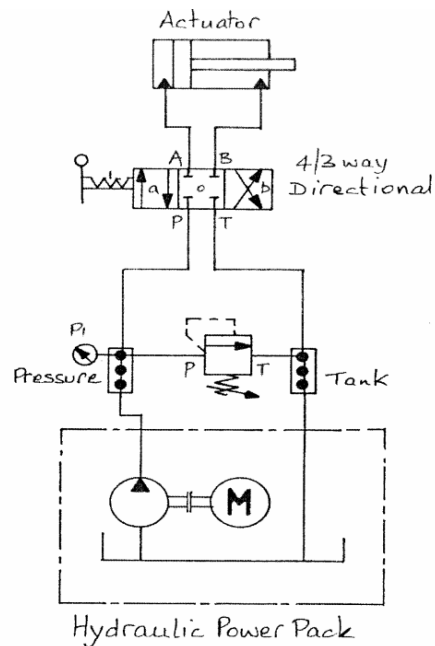 Actuator
A B
4/3 way
Directional
a o b
P T
P1
P T
Pressure
Tank
M
Hydraulic Power Pack